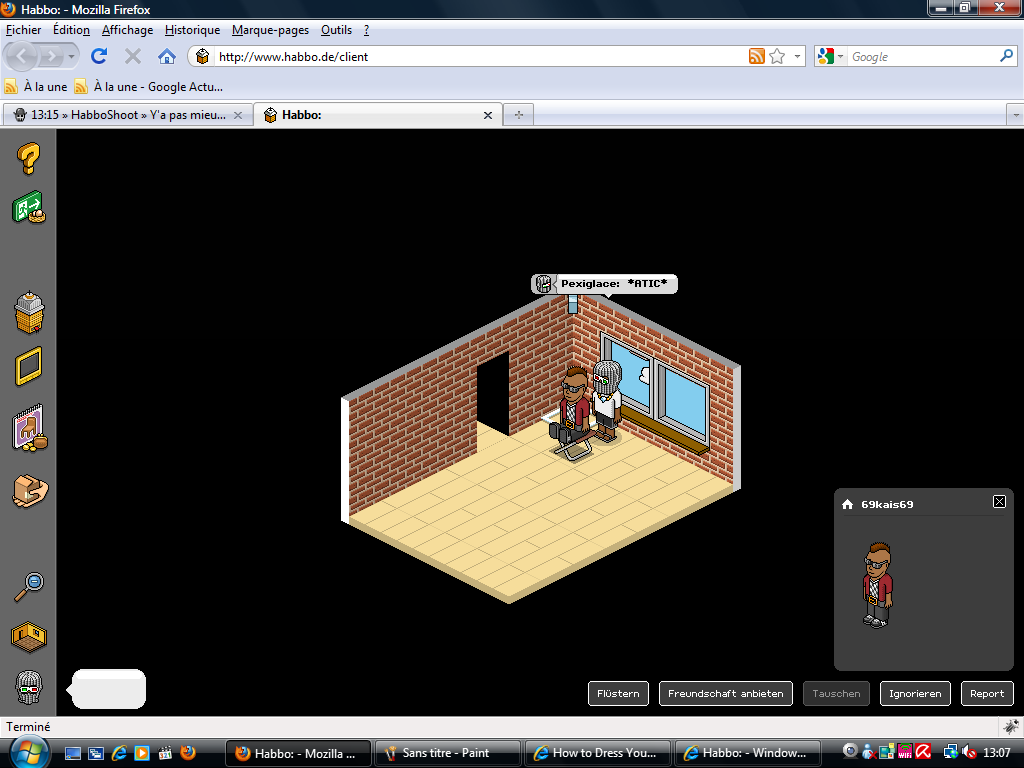 Habbo: - Mozilla Firefox
Fichier Édition Affichage Historique Marque-pages Outils ?
http://www.habbo.de/client
Google
À la une À la une - Google Actu...
13:15 » HabboShoot » Y'a pas mieu... Habbo:
Pexiglace: *ATIC*
69kais69
Flüstern Freundschaft anbieten Tauschen Ignorieren Report
Terminé
Habbo: - Mozilla ... Sans titre - Paint How to Dress You... Habbo: - Window... WiFi 13:07